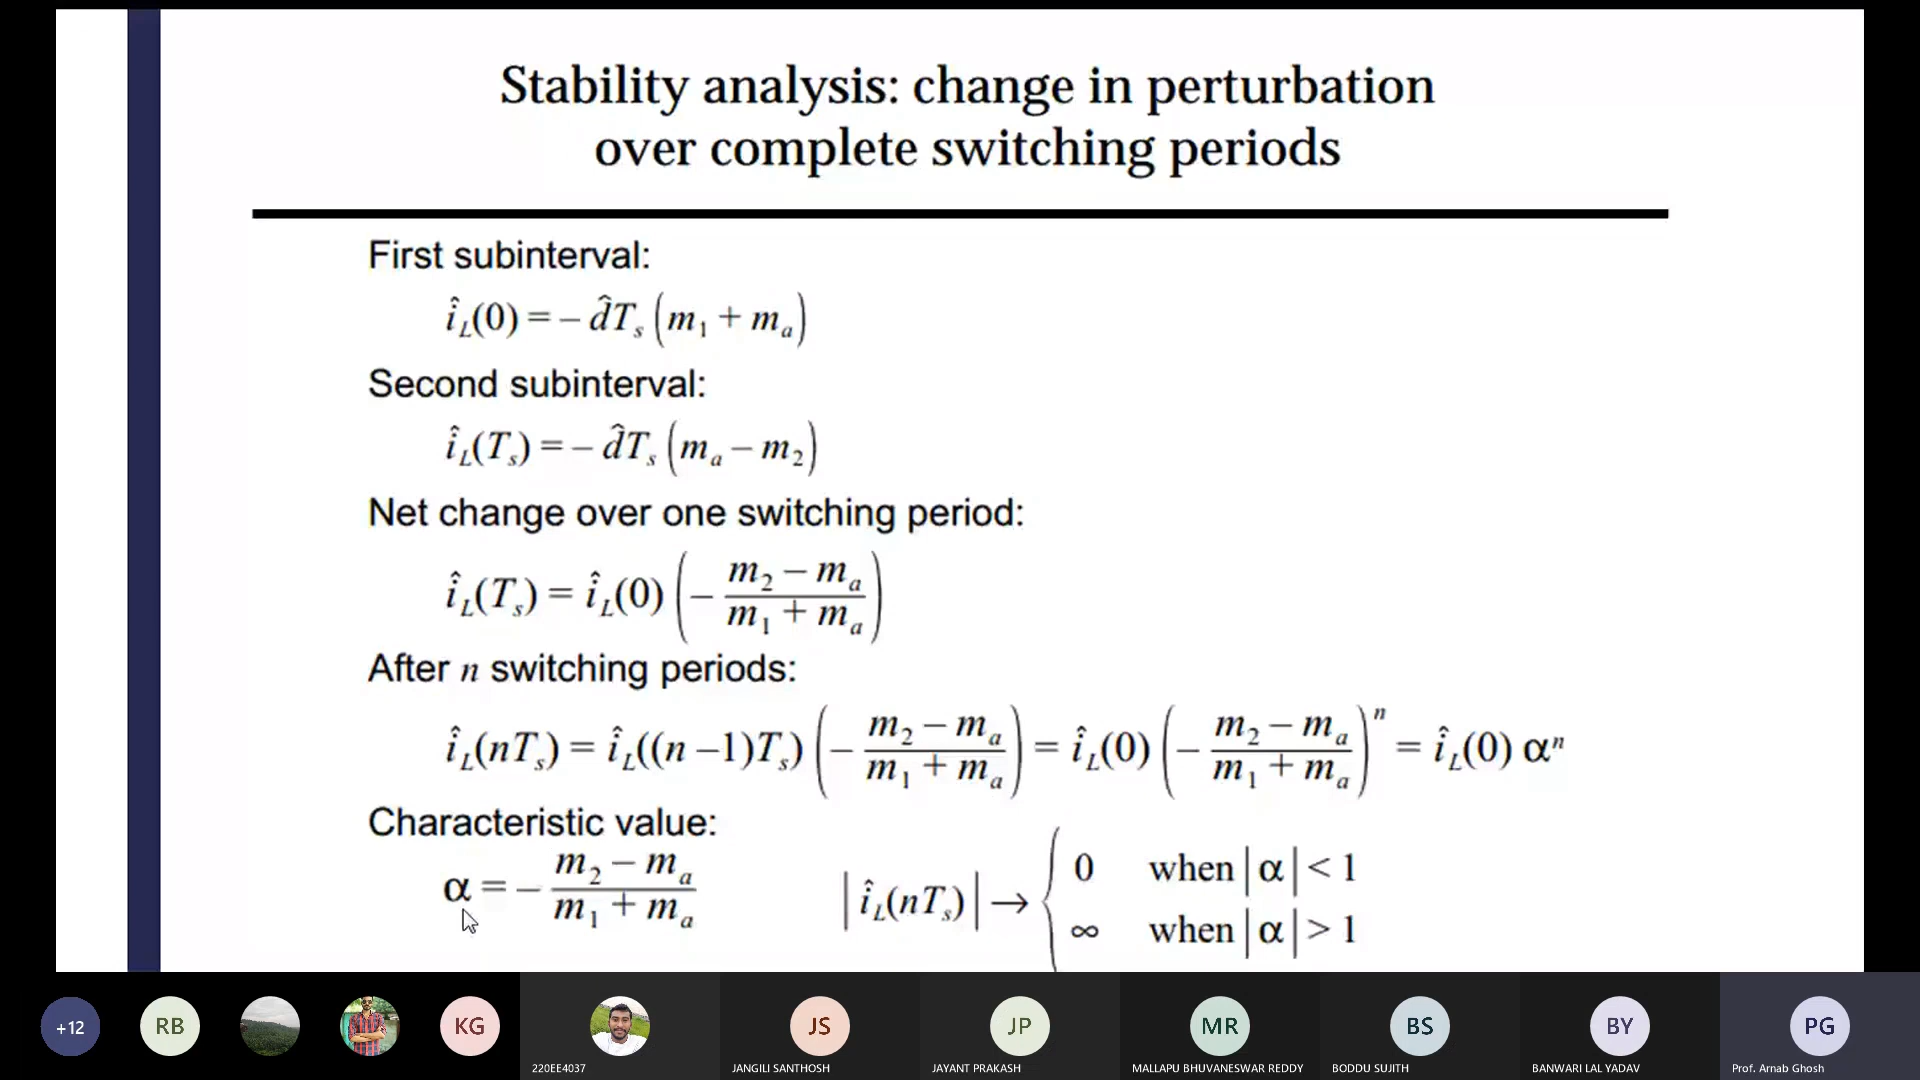 Stability analysis: change in perturbation
over complete switching periods
First subinterval:
î_L(0) = – d̂T_s (m_1 + m_a)
Second subinterval:
î_L(T_s) = – d̂T_s (m_a – m_2)
Net change over one switching period:
î_L(T_s) = î_L(0) (– (m_2 – m_a)/(m_1 + m_a))
After n switching periods:
î_L(nT_s) = î_L((n –1)T_s) (– (m_2 – m_a)/(m_1 + m_a)) = î_L(0) (– (m_2 – m_a)/(m_1 + m_a))^n = î_L(0) α^n
Characteristic value:
α = – (m_2 – m_a)/(m_1 + m_a)
|î_L(nT_s)| → { 0 when |α| < 1
∞ when |α| > 1
+12
RB
KG
JS
JP
MR
BS
BY
PG
220EE4037
JANGILI SANTHOSH
JAYANT PRAKASH
MALLAPU BHUVANESWAR REDDY
BODDU SUJITH
BANWARI LAL YADAV
Prof. Arnab Ghosh